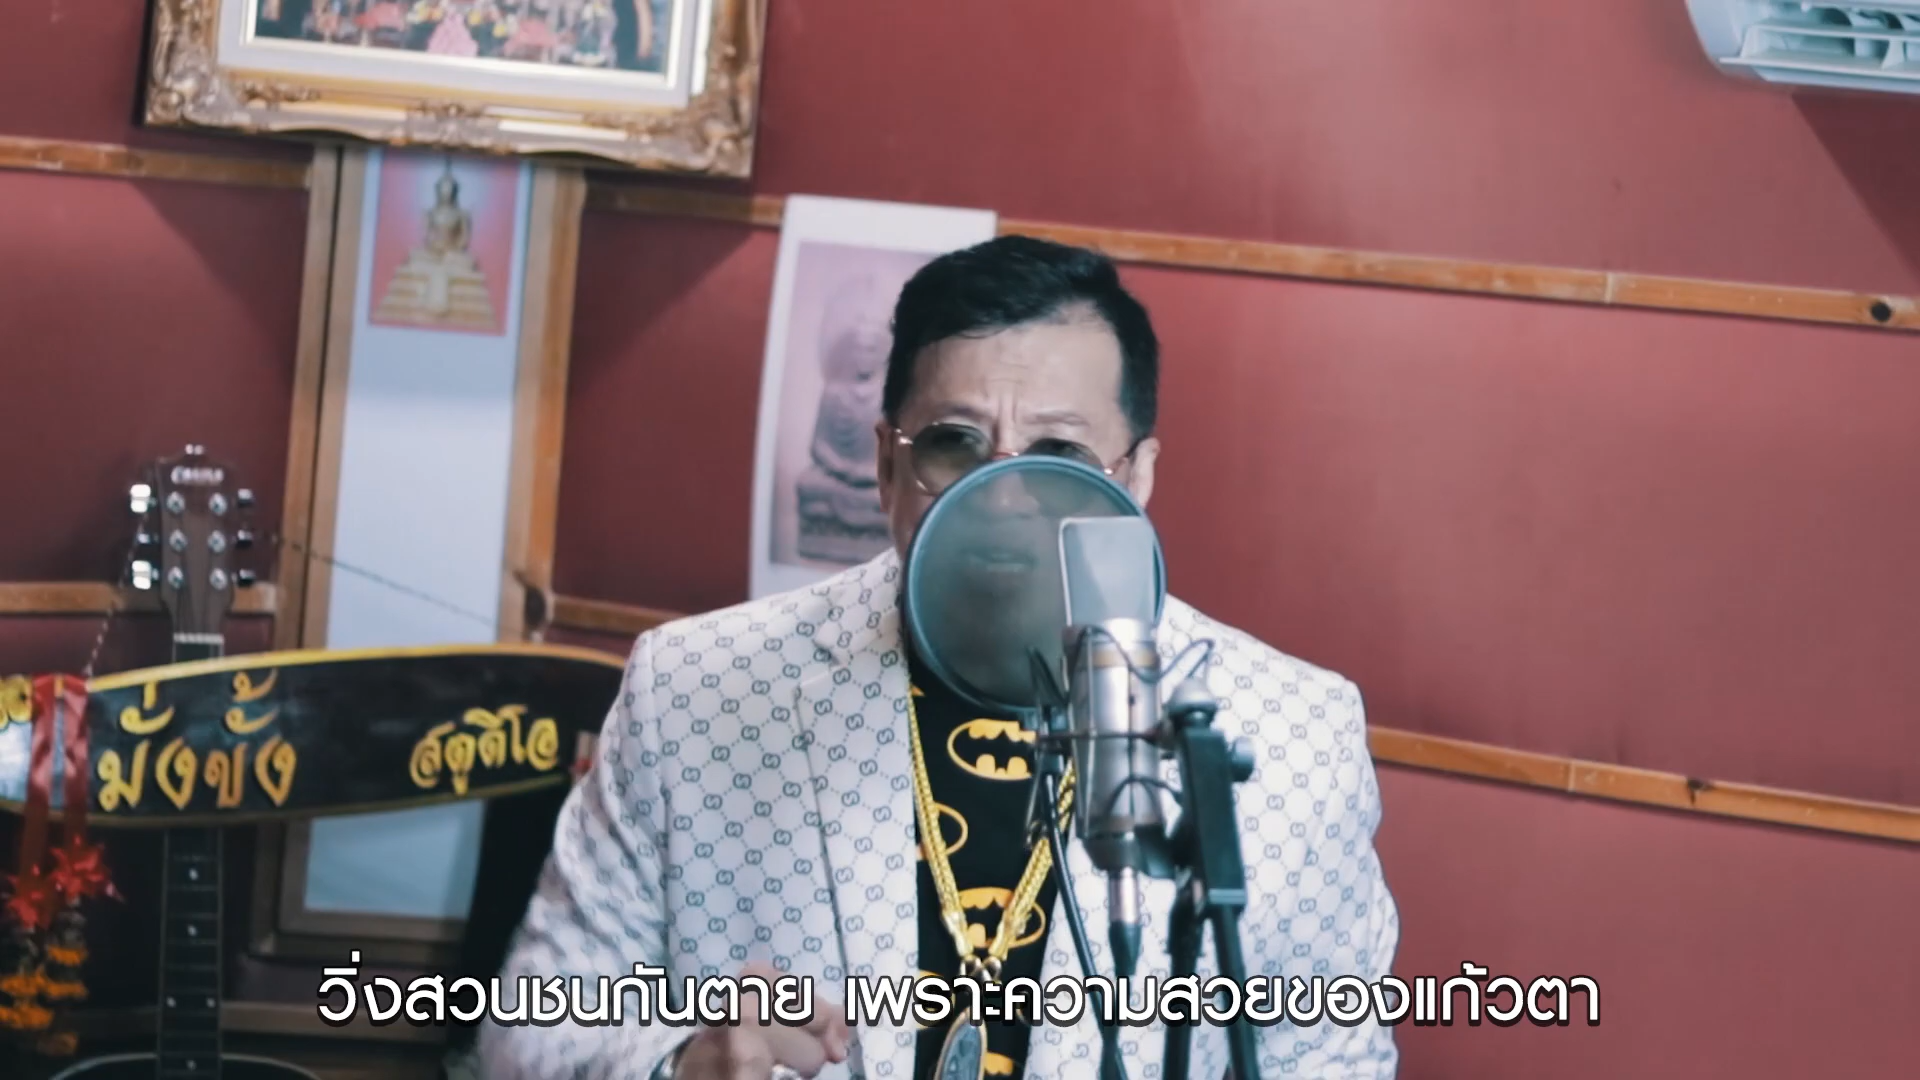 มั่งซั้ง
สตูดิโอ
วิ่งสวนชนกันตาย เพราะความสวยของแก้วตา